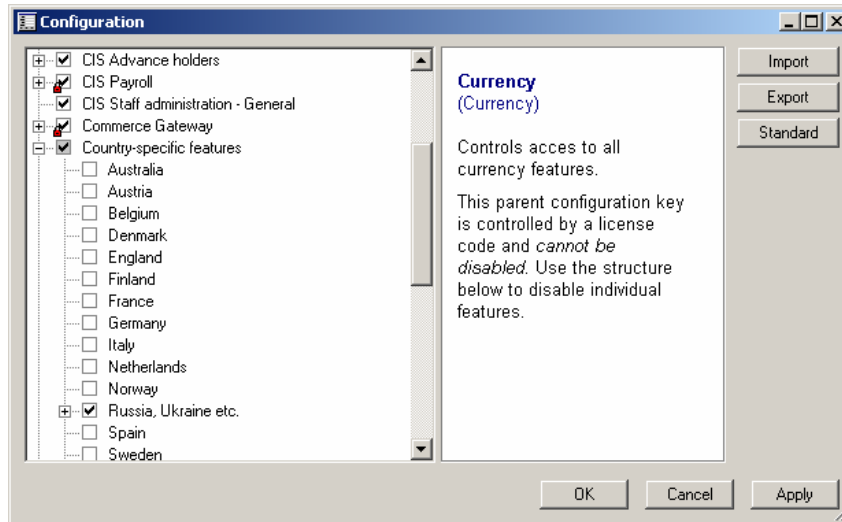 Configuration
CIS Advance holders
CIS Payroll
CIS Staff administration - General
Commerce Gateway
Country-specific features
Australia
Austria
Belgium
Denmark
England
Finland
France
Germany
Italy
Netherlands
Norway
Russia, Ukraine etc.
Spain
Sweden
Currency
(Currency)
Controls acces to all
currency features.
This parent configuration key
is controlled by a license
code and cannot be
disabled. Use the structure
below to disable individual
features.
Import
Export
Standard
OK
Cancel
Apply